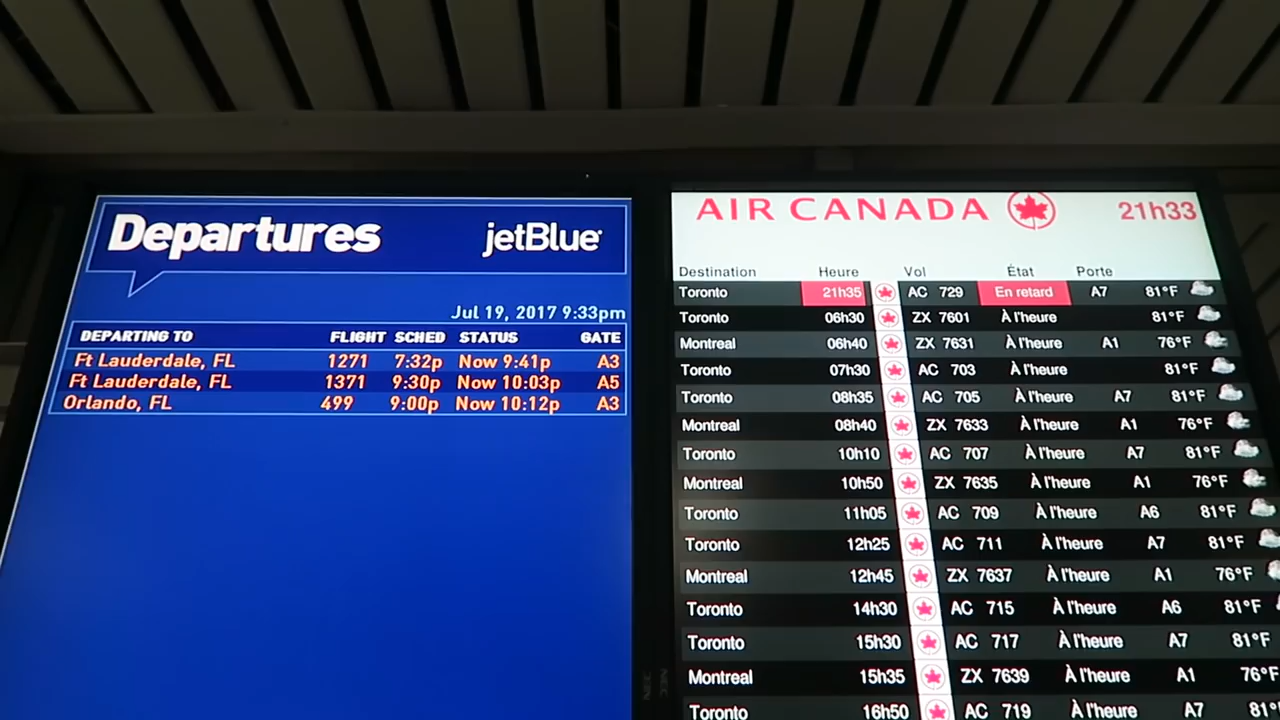 Departures
jetBlue
Jul 19, 2017 9:33pm
DEPARTING TO FLIGHT SCHED STATUS GATE
Ft Lauderdale, FL 1271 7:32p Now 9:41p A3
Ft Lauderdale, FL 1371 9:30p Now 10:03p A5
Orlando, FL 499 9:00p Now 10:12p A3
AIR CANADA 21h33
Destination Heure Vol État Porte
Toronto 21h35 AC 729 En retard A7 81°F
Toronto 06h30 ZX 7601 À l'heure 81°F
Montreal 06h40 ZX 7631 À l'heure A1 76°F
Toronto 07h30 AC 703 À l'heure 81°F
Toronto 08h35 AC 705 À l'heure A7 81°F
Montreal 08h40 ZX 7633 À l'heure A1 76°F
Toronto 10h10 AC 707 À l'heure A7 81°F
Montreal 10h50 ZX 7635 À l'heure A1 76°F
Toronto 11h05 AC 709 À l'heure A6 81°F
Toronto 12h25 AC 711 À l'heure A7 81°F
Montreal 12h45 ZX 7637 À l'heure A1 76°F
Toronto 14h30 AC 715 À l'heure A6 81°F
Toronto 15h30 AC 717 À l'heure A7 81°F
Montreal 15h35 ZX 7639 À l'heure A1 76°F
Toronto 16h50 AC 719 À l'heure A7 81°
NEC NEC